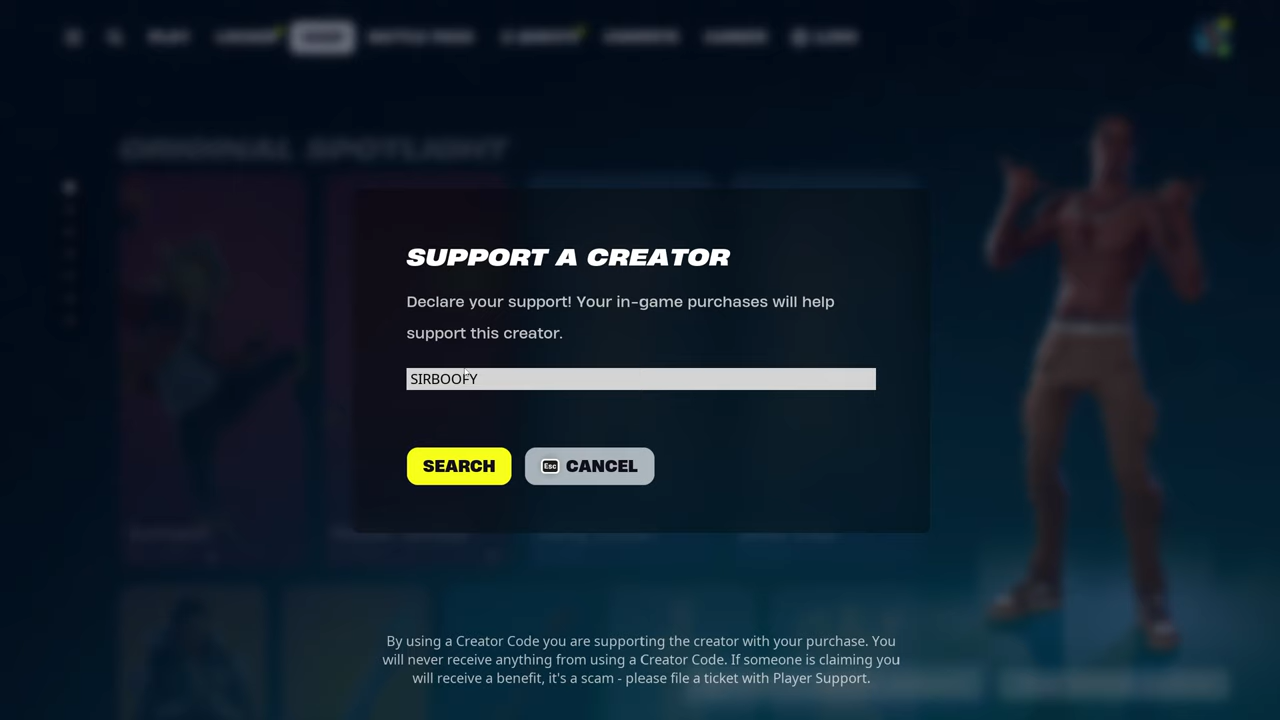 SUPPORT A CREATOR
Declare your support! Your in-game purchases will help
support this creator.
SIRBOOFY
SEARCH
Esc CANCEL
By using a Creator Code you are supporting the creator with your purchase. You
will never receive anything from using a Creator Code. If someone is claiming you
will receive a benefit, it's a scam - please file a ticket with Player Support.